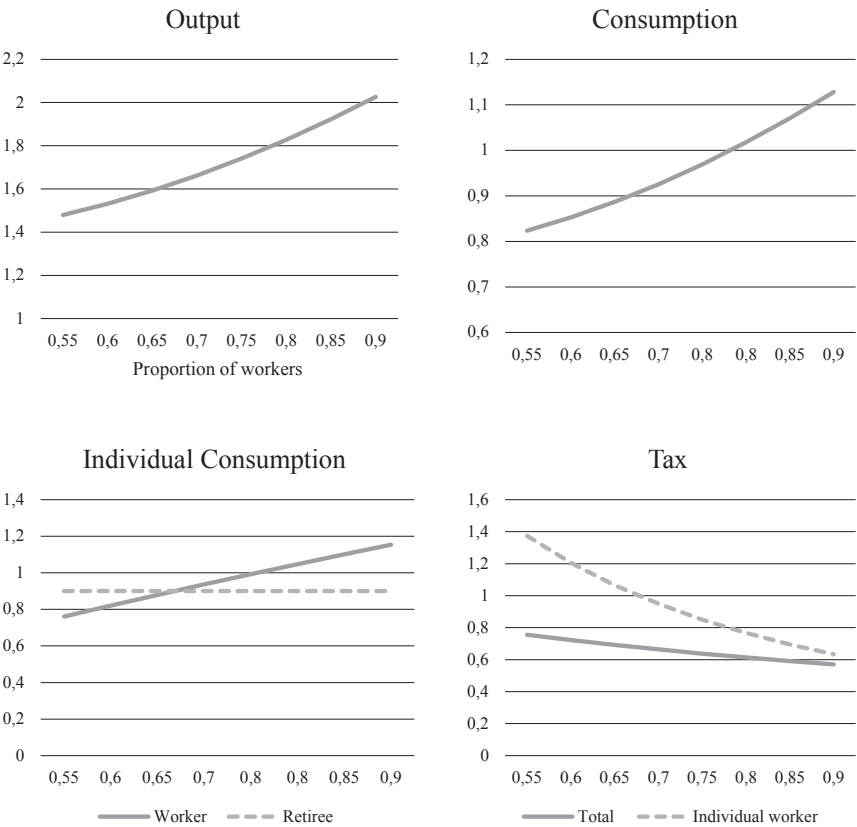 Output
2,2
2
1,8
1,6
1,4
1,2
1
0,55 0,6 0,65 0,7 0,75 0,8 0,85 0,9
Proportion of workers
Consumption
1,2
1,1
1
0,9
0,8
0,7
0,6
0,55 0,6 0,65 0,7 0,8 0,8 0,85 0,9
Individual Consumption
1,4
1,2
1
0,8
0,6
0,4
0,2
0
0,55 0,6 0,65 0,7 0,8 0,8 0,85 0,9
Worker Retiree
Tax
1,6
1,4
1,2
1
0,8
0,6
0,4
0,2
0
0,55 0,6 0,65 0,7 0,75 0,8 0,85 0,9
Total Individual worker